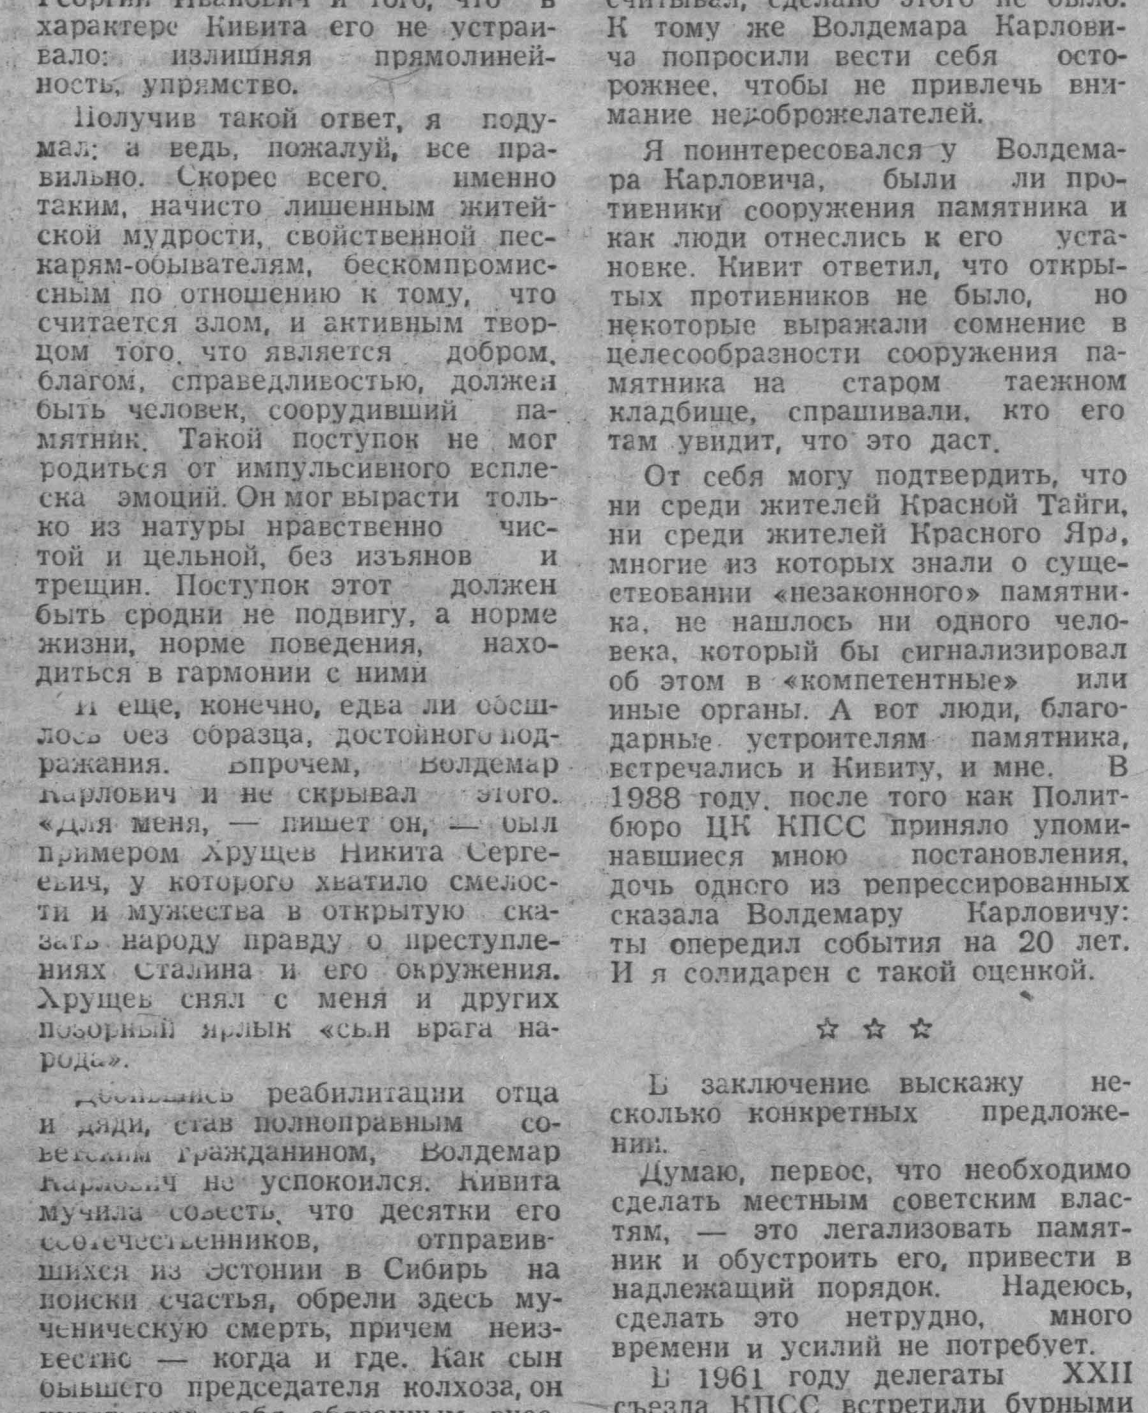 Георгий Иванович и того, что в
характере Кивита его не устраи-
вало: излишняя прямолиней-
ность, упрямство.
Получив такой ответ, я поду-
мал: а ведь, пожалуй, все пра-
вильно. Скорее всего, именно
таким, начисто лишенным житей-
ской мудрости, свойственной пес-
карям-обывателям, бескомпромис-
сным по отношению к тому, что
считается злом, и активным твор-
цом того, что является добром,
благом, справедливостью, должен
быть человек, соорудивший па-
мятник. Такой поступок не мог
родиться от импульсивного вспле-
ска эмоций. Он мог вырасти толь-
ко из натуры нравственно чис-
той и цельной, без изъянов и
трещин. Поступок этот должен
быть сродни не подвигу, а норме
жизни, норме поведения, нахо-
диться в гармонии с ними
И еще, конечно, едва ли обош-
лось без образца, достойного под-
ражания. Впрочем, Волдемар
Карлович и не скрывал этого.
«Для меня, — пишет он, — был
примером Хрущев Никита Серге-
евич, у которого хватило смелос-
ти и мужества в открытую ска-
зать народу правду о преступле-
ниях Сталина и его окружения.
Хрущев снял с меня и других
позорный ярлык «сын врага на-
рода».
Добившись реабилитации отца
и дяди, став полноправным со-
ветским гражданином, Волдемар
Карлович не успокоился. Кивита
мучила совесть, что десятки его
соотечественников, отправив-
шихся из Эстонии в Сибирь на
поиски счастья, обрели здесь му-
ченическую смерть, причем неиз-
вестно — когда и где. Как сын
бывшего председателя колхоза, он
считывал, сделано этого не было.
К тому же Волдемара Карлови-
ча попросили вести себя осто-
рожнее, чтобы не привлечь вни-
мание недоброжелателей.
Я поинтересовался у Волдема-
ра Карловича, были ли про-
тивники сооружения памятника и
как люди отнеслись к его уста-
новке. Кивит ответил, что откры-
тых противников не было, но
некоторые выражали сомнение в
целесообразности сооружения па-
мятника на старом таежном
кладбище, спрашивали, кто его
там увидит, что это даст.
От себя могу подтвердить, что
ни среди жителей Красной Тайги,
ни среди жителей Красного Яра,
многие из которых знали о суще-
ствовании «незаконного» памятни-
ка, не нашлось ни одного чело-
века, который бы сигнализировал
об этом в «компетентные» или
иные органы. А вот люди, благо-
дарные устроителям памятника,
встречались и Кивиту, и мне. В
1988 году, после того как Полит-
бюро ЦК КПСС приняло упоми-
навшиеся мною постановления,
дочь одного из репрессированных
сказала Волдемару Карловичу:
ты опередил события на 20 лет.
И я солидарен с такой оценкой.
☆ ☆ ☆
В заключение выскажу не-
сколько конкретных предложе-
ний.
Думаю, первое, что необходимо
сделать местным советским влас-
тям, — это легализовать памят-
ник и обустроить его, привести в
надлежащий порядок. Надеюсь,
сделать это нетрудно, много
времени и усилий не потребует.
В 1961 году делегаты XXII
съезда КПСС встретили бурными